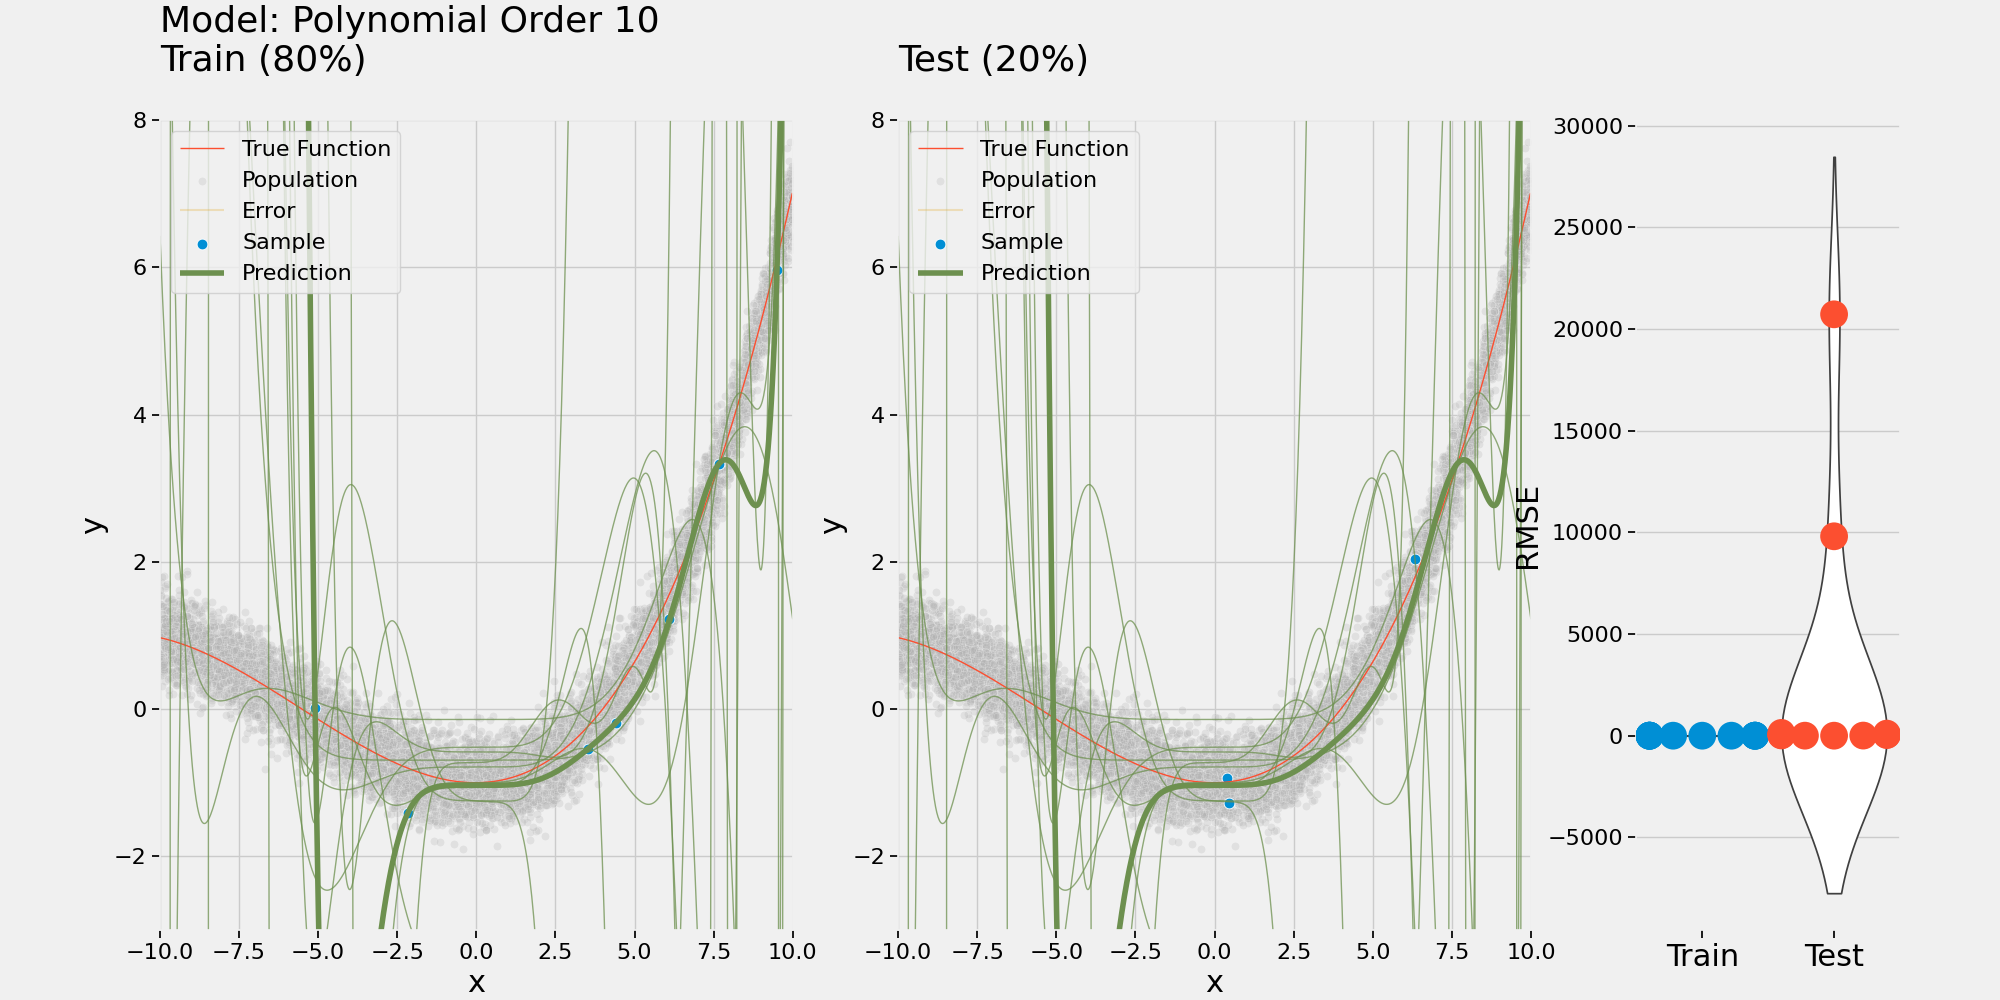 Model: Polynomial Order 10
Train (80%)
Test (20%)
8
6
4
2
0
−2
y
True Function
Population
Error
Sample
Prediction
−10.0 −7.5 −5.0 −2.5 0.0 2.5 5.0 7.5 10.0
x
8
6
4
2
0
−2
y
True Function
Population
Error
Sample
Prediction
−10.0 −7.5 −5.0 −2.5 0.0 2.5 5.0 7.5 10.0
x
30000
25000
20000
15000
10000
5000
0
−5000
RMSE
Train Test